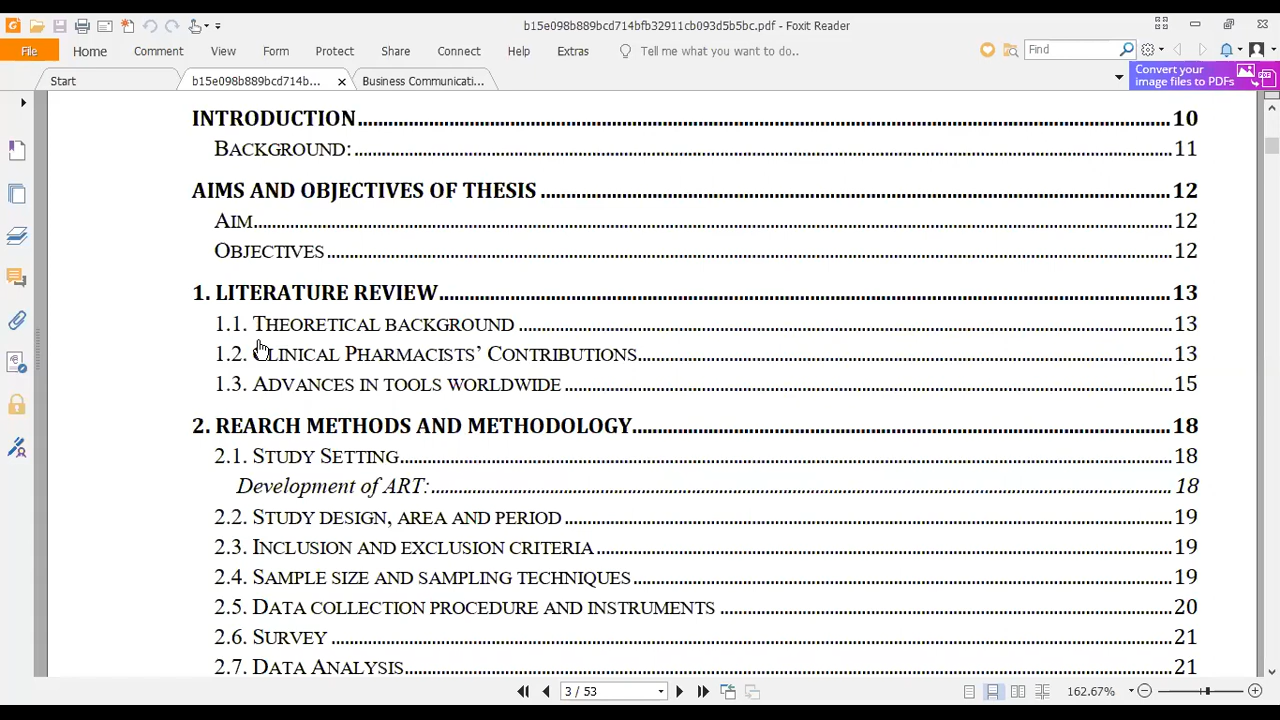 b15e098b889bcd714bfb32911cb093d5b5bc.pdf - Foxit Reader
File Home Comment View Form Protect Share Connect Help Extras Tell me what you want to do.. Find
Start b15e098b889bcd714b... Business Communicati... Convert your
image files to PDFs
INTRODUCTION 10
BACKGROUND: 11
AIMS AND OBJECTIVES OF THESIS 12
AIM 12
OBJECTIVES 12
1. LITERATURE REVIEW 13
1.1. THEORETICAL BACKGROUND 13
1.2. CLINICAL PHARMACISTS’ CONTRIBUTIONS 13
1.3. ADVANCES IN TOOLS WORLDWIDE 15
2. REARCH METHODS AND METHODOLOGY 18
2.1. STUDY SETTING 18
Development of ART: 18
2.2. STUDY DESIGN, AREA AND PERIOD 19
2.3. INCLUSION AND EXCLUSION CRITERIA 19
2.4. SAMPLE SIZE AND SAMPLING TECHNIQUES 19
2.5. DATA COLLECTION PROCEDURE AND INSTRUMENTS 20
2.6. SURVEY 21
2.7. DATA ANALYSIS 21
3 / 53 162.67%